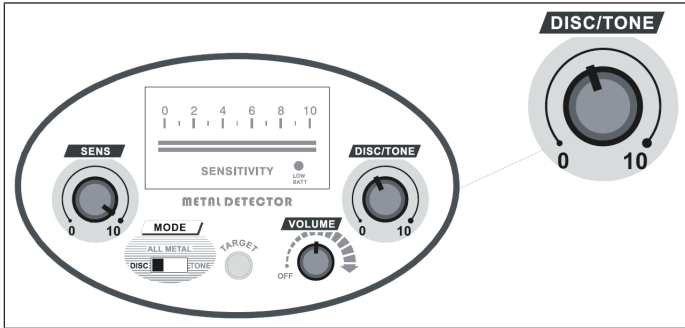 DISC/TONE
0 10
0 2 4 6 8 10
SENSITIVITY
LOW
BATT
SENS
0 10
DISC/TONE
0 10
METAL DETECTOR
MODE
ALL METAL
DISC TONE
TARGET
VOLUME
OFF